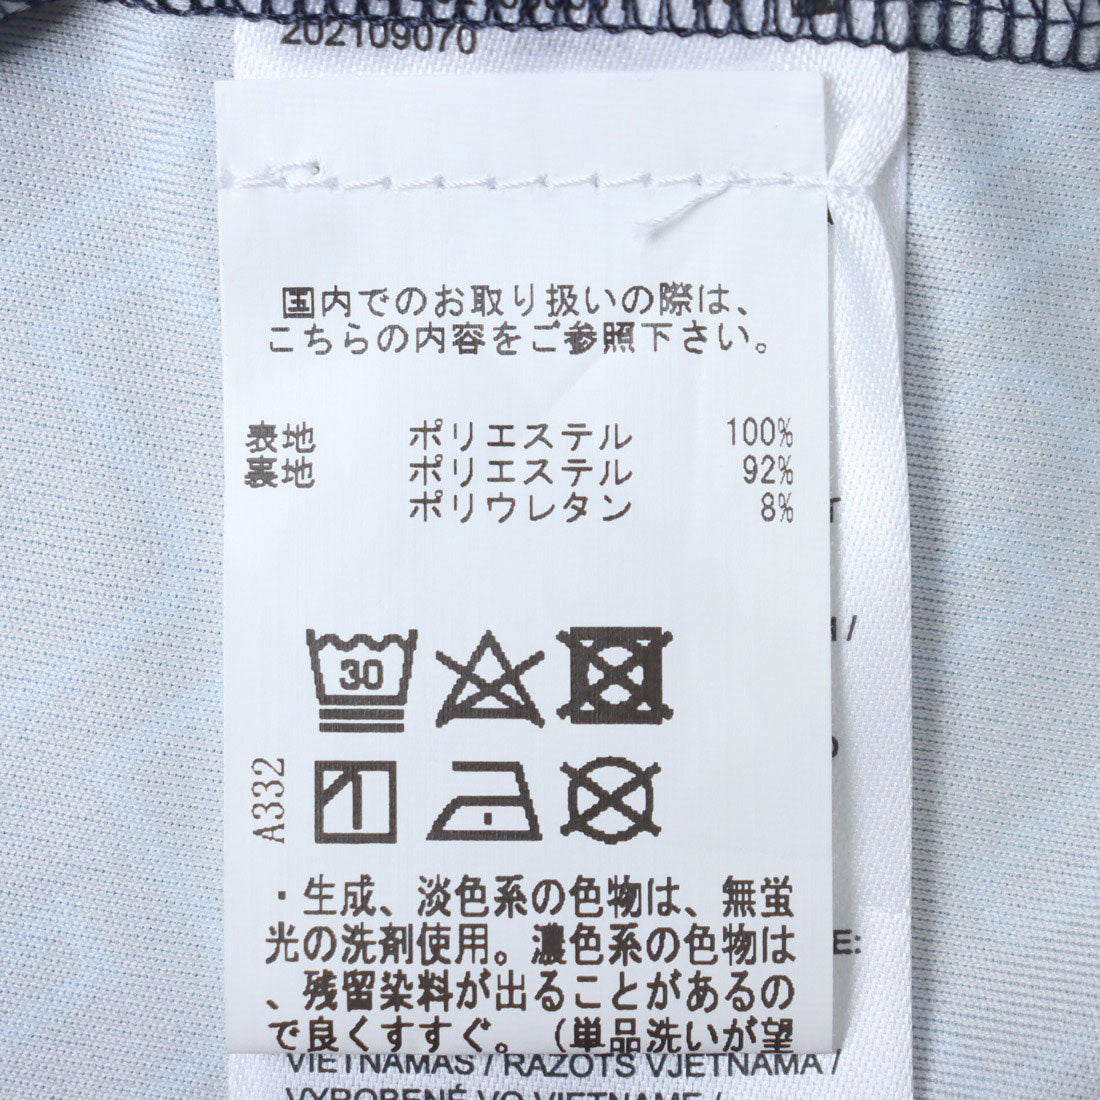 202109070
国内でのお取り扱いの際は、
こちらの内容をご参照下さい。
表地 ポリエステル 100%
裏地 ポリエステル 92%
ポリウレタン 8%
30
A332
・生成、淡色系の色物は、無蛍
光の洗剤使用。濃色系の色物は
、残留染料が出ることがあるの
で良くすすぐ。（単品洗いが望
E:
VIETNAMAS / RAZOTS VJETNAMA /
VYROBENÉ VO VIETNAME /